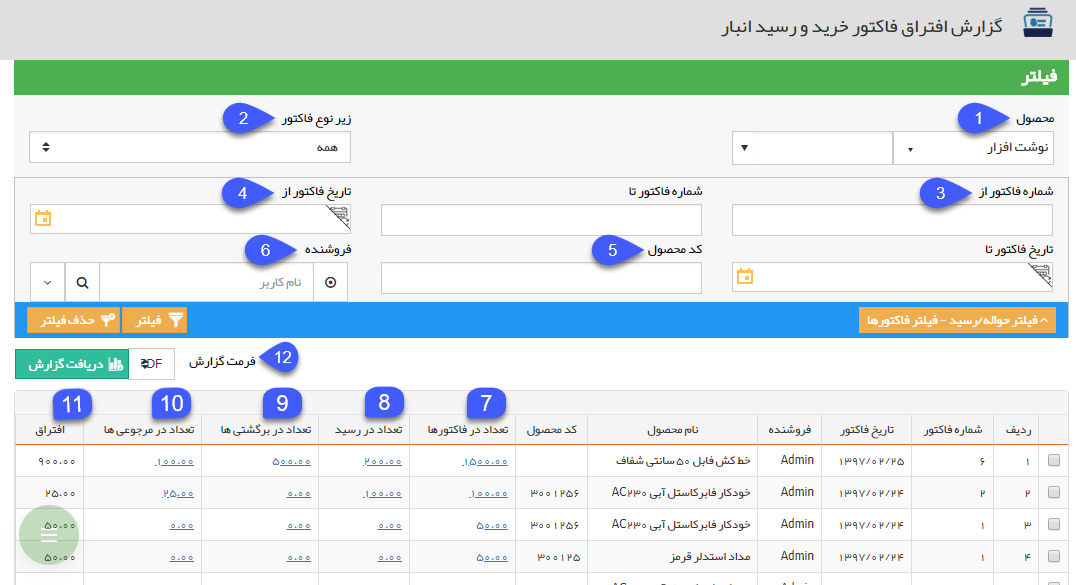 گزارش افتراق فاکتور خرید و رسید انبار
فیلتر
محصول 1
زیر نوع فاکتور 2
نوشت افزار
همه
شماره فاکتور از 3
شماره فاکتور تا
تاریخ فاکتور از 4
تاریخ فاکتور تا
کد محصول 5
فروشنده 6
نام کاربر
فیلتر حواله/رسید - فیلتر فاکتورها
فیلتر
حذف فیلتر
12 فرمت گزارش
دریافت گزارش
7 8 9 10 11
ردیف شماره فاکتور تاریخ فاکتور فروشنده نام محصول کد محصول تعداد در فاکتورها تعداد در رسید تعداد در برگشتی ها تعداد در مرجوعی ها افتراق
۱ ۶ ۱۳۹۷/۰۲/۲۵ Admin خط کش فابل ۵۰ سانتی شفاف ۱۵۰۰.۰۰ ۲۰۰.۰۰ ۵۰۰.۰۰ ۱۰۰.۰۰ ۹۰۰.۰۰
۲ ۲ ۱۳۹۷/۰۲/۲۴ Admin خودکار فابرکاستل آبی AC۲۳۰ ۳۰۰۱۲۵۶ ۱۰۰.۰۰ ۱۰۰.۰۰ ۰.۰۰ ۲۵.۰۰ ۲۵.۰۰
۳ ۱ ۱۳۹۷/۰۲/۲۴ Admin خودکار فابرکاستل آبی AC۲۳۰ ۳۰۰۱۲۵۶ ۵۰.۰۰ ۰.۰۰ ۰.۰۰ ۰.۰۰ ۵۰.۰۰
۴ ۱ ۱۳۹۷/۰۲/۲۴ Admin مداد استدلر قرمز ۳۰۰۱۲۵ ۵۰.۰۰ ۰.۰۰ ۰.۰۰ ۰.۰۰ ۵۰.۰۰